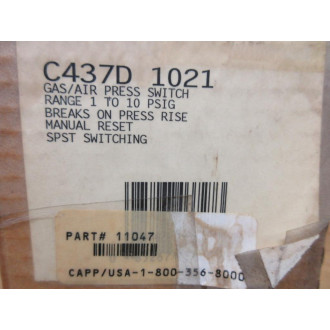 C437D 1021
GAS/AIR PRESS SWITCH
RANGE 1 TO 10 PSIG
BREAKS ON PRESS RISE
MANUAL RESET
SPST SWITCHING
PART# 11047
CAPP/USA-1-800-356-8000